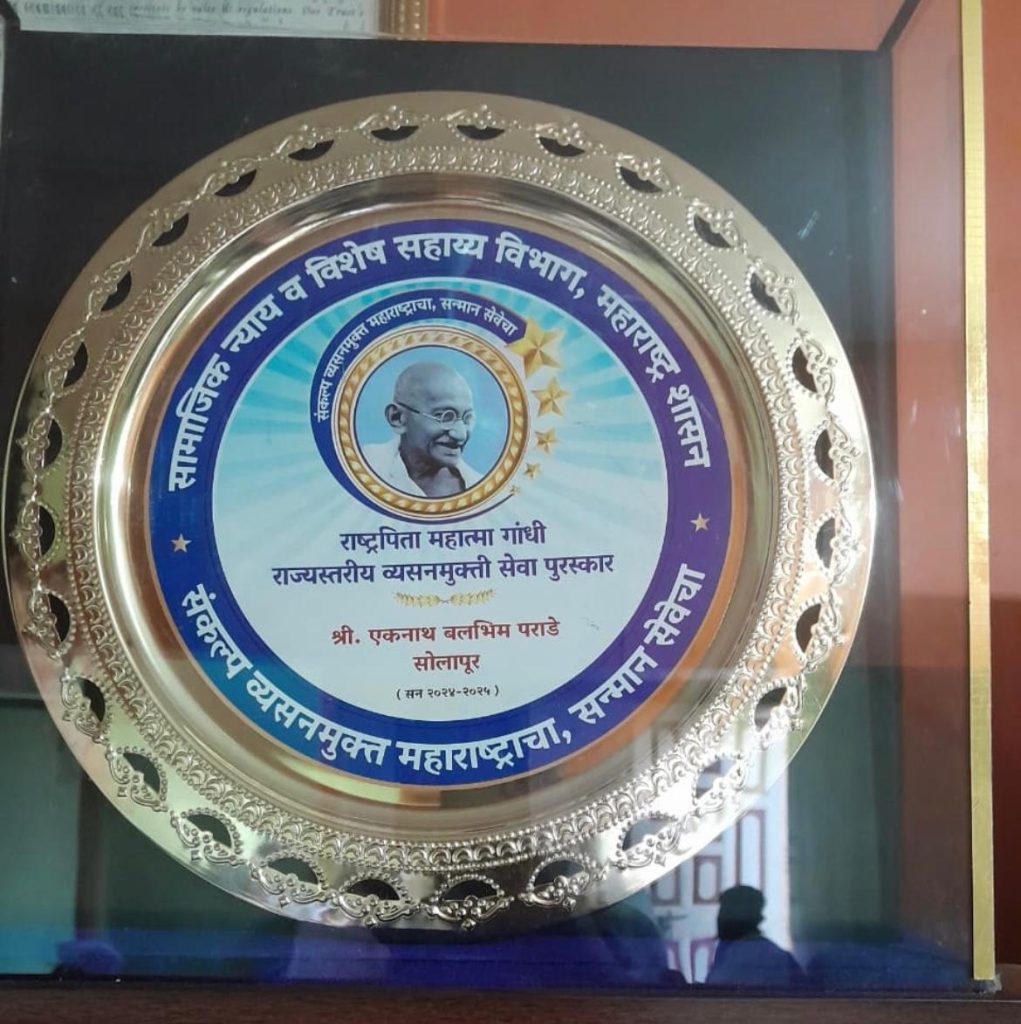 सामाजिक न्याय व विशेष सहाय्य विभाग, महाराष्ट्र शासन
संकल्प व्यसनमुक्त महाराष्ट्राचा, सन्मान सेवेचा
राष्ट्रपिता महात्मा गांधी
राज्यस्तरीय व्यसनमुक्ती सेवा पुरस्कार
श्री. एकनाथ बलभिम पराडे
सोलापूर
( सन २०२४-२०२५ )
संकल्प व्यसनमुक्त महाराष्ट्राचा, सन्मान सेवेचा